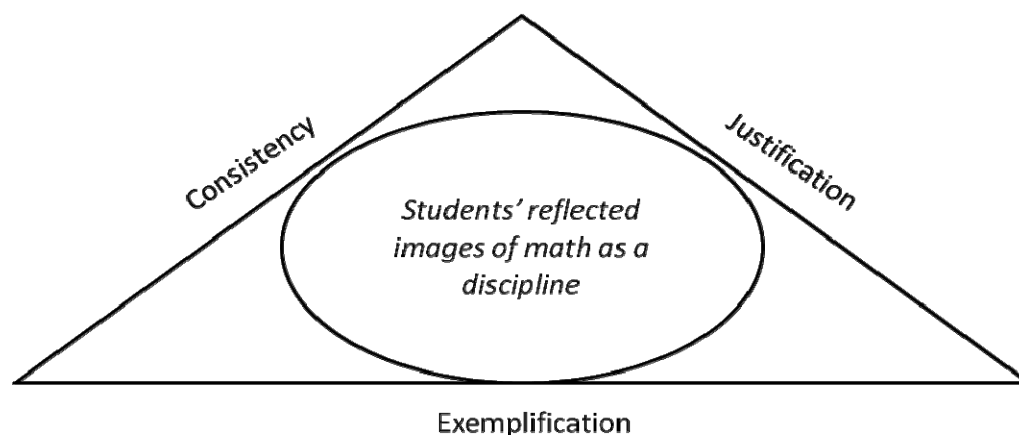 Consistency
Justification
Students’ reflected
images of math as a
discipline
Exemplification